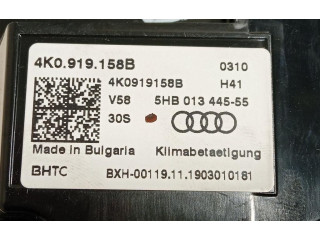 4K0.919.158B 0310
4K0919158B H41
V58 5HB 013 445-55
30S
Made in Bulgaria Klimabetaetigung
BHTC BXH-00119.11.1903010181